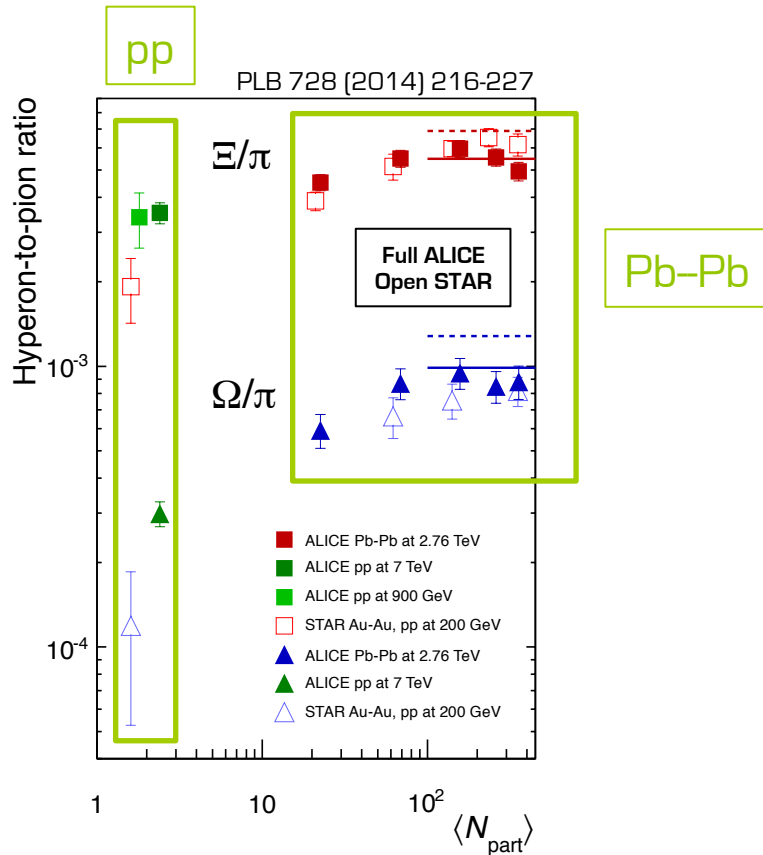 pp
PLB 728 (2014) 216-227
Hyperon-to-pion ratio
Ξ/π
Full ALICE
Open STAR
Pb–Pb
10⁻³
Ω/π
ALICE Pb-Pb at 2.76 TeV
ALICE pp at 7 TeV
ALICE pp at 900 GeV
STAR Au-Au, pp at 200 GeV
10⁻⁴
ALICE Pb-Pb at 2.76 TeV
ALICE pp at 7 TeV
STAR Au-Au, pp at 200 GeV
1 10 10²
⟨N_part⟩